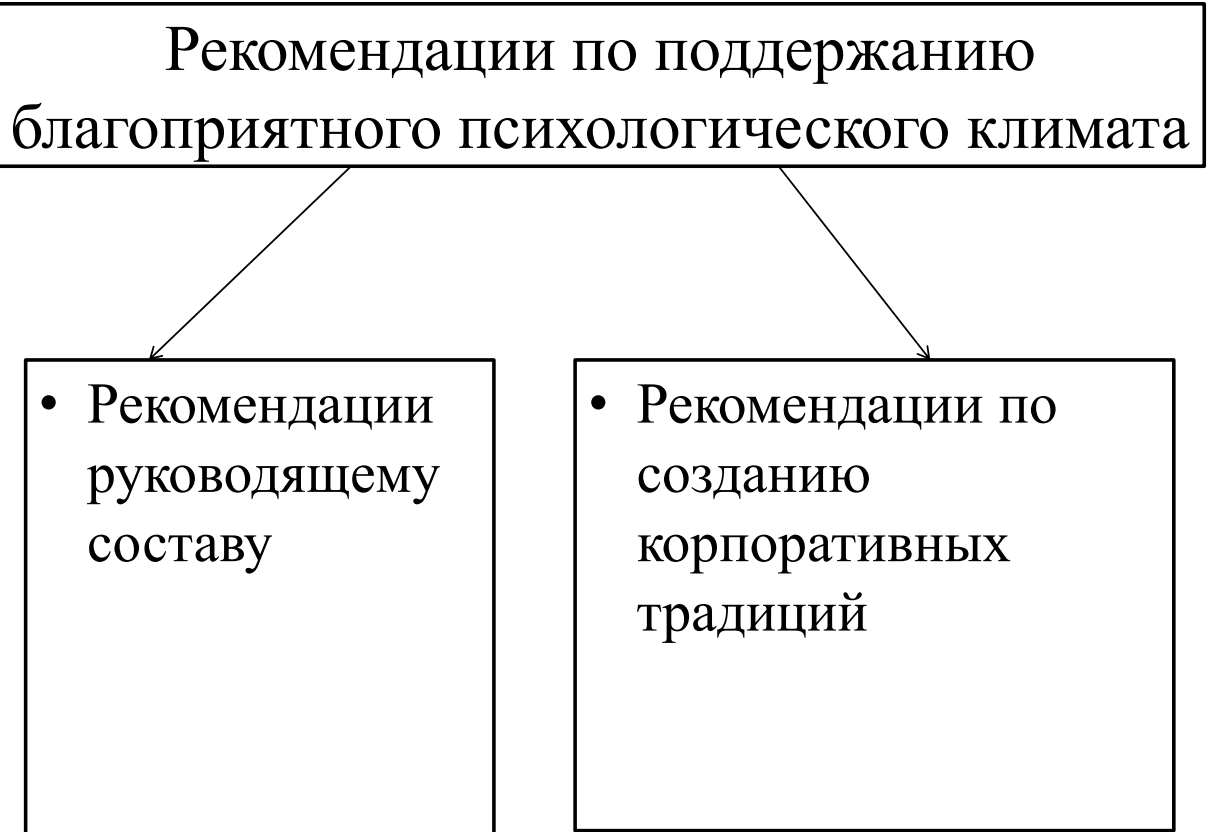 Рекомендации по поддержанию
благоприятного психологического климата
• Рекомендации
руководящему
составу
• Рекомендации по
созданию
корпоративных
традиций